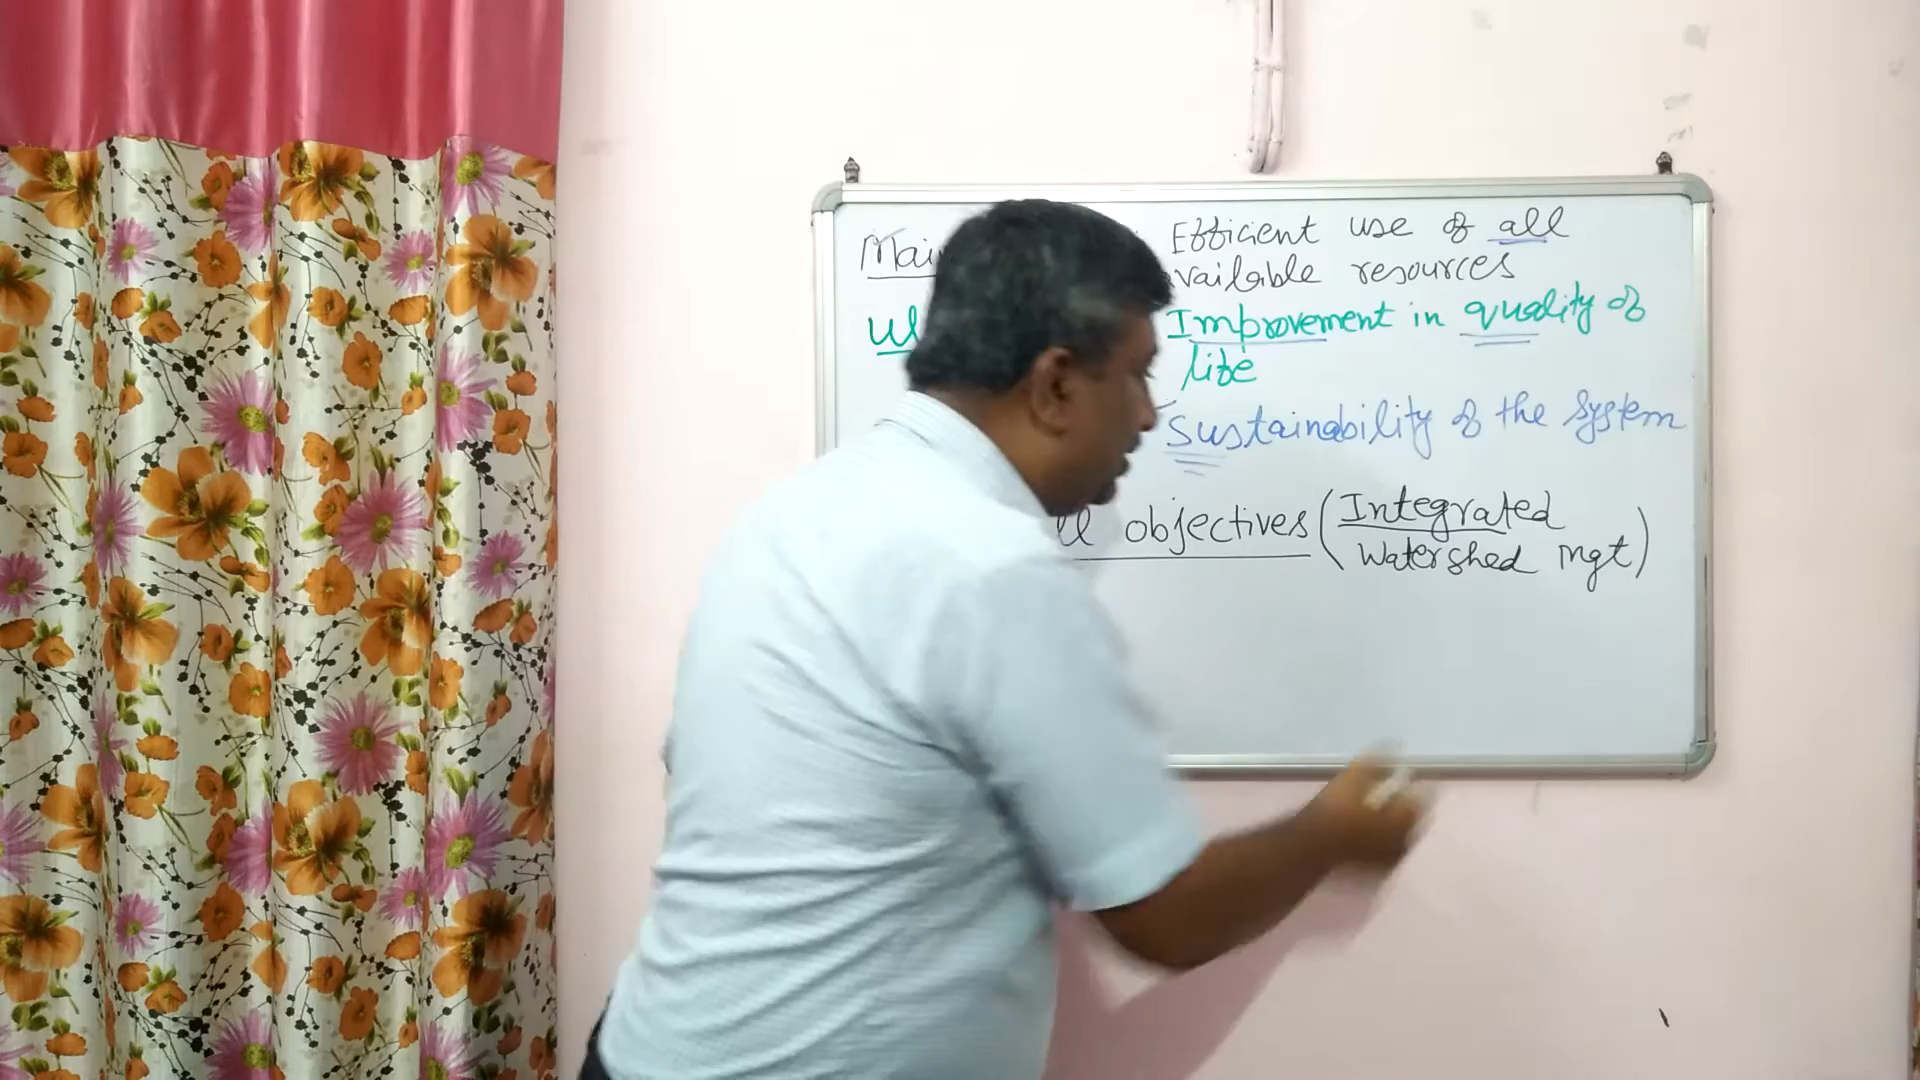 Main Efficient use of all
available resources
Improvement in quality of
life
Sustainability of the system
objectives (Integrated
Watershed mgt)